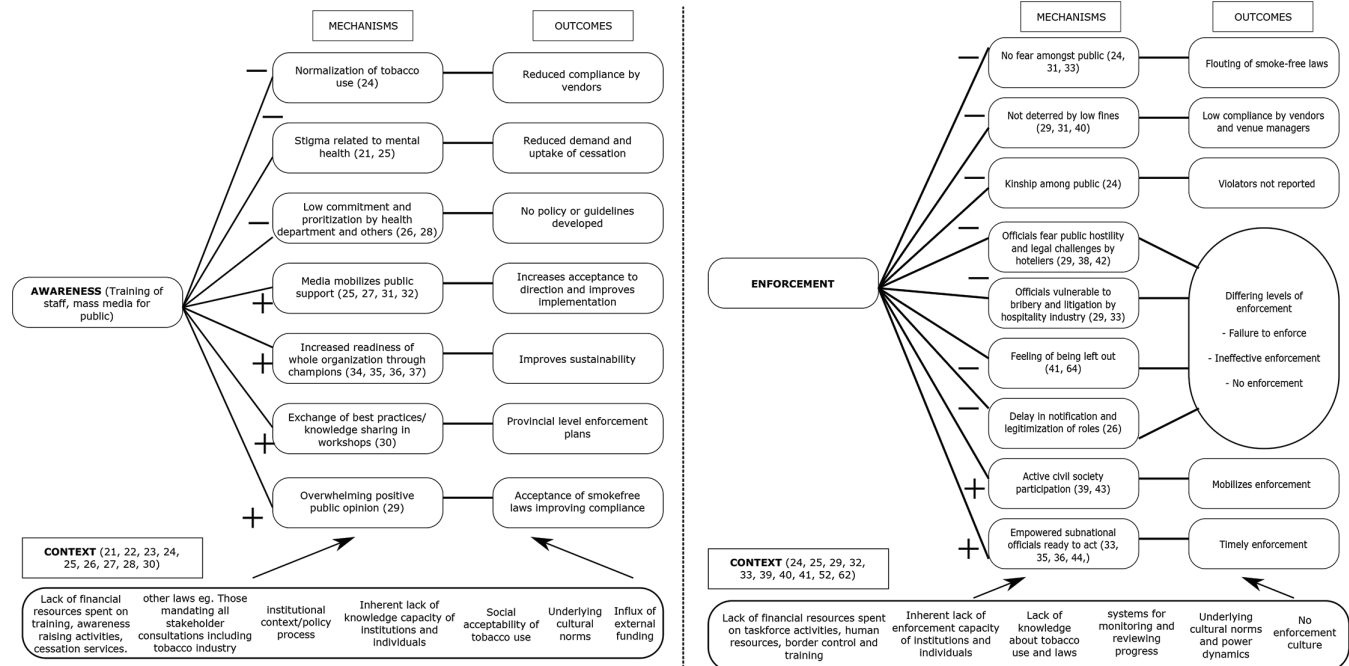 MECHANISMS
OUTCOMES
Normalization of tobacco
use (24)
Reduced compliance by
vendors
Stigma related to mental
health (21, 25)
Reduced demand and
uptake of cessation
Low commitment and
proritization by health
department and others (26, 28)
No policy or guidelines
developed
AWARENESS (Training of
staff, mass media for
public)
Media mobilizes public
support (25, 27, 31, 32)
Increases acceptance to
direction and improves
implementation
Increased readiness of
whole organization through
champions
(34, 35, 36, 37)
Improves sustainability
Exchange of best practices/
knowledge sharing in
workshops (30)
Provincial level enforcement
plans
Overwhelming positive
public opinion (29)
Acceptance of smokefree
laws improving compliance
CONTEXT (21, 22, 23, 24,
25, 26, 27, 28, 30)
Lack of financial
resources spent on
training, awareness
raising activities,
cessation services.
other laws eg. Those
mandating all
stakeholder
consultations including
tobacco industry
institutional
context/policy
process
Inherent lack of
knowledge capacity of
institutions and
individuals
Social
acceptability of
tobacco use
Underlying
cultural
norms
Influx of
external
funding
MECHANISMS
OUTCOMES
No fear amongst public (24,
31, 33)
Flouting of smoke-free laws
Not deterred by low fines
(29, 31, 40)
Low compliance by vendors
and venue managers
Kinship among public (24)
Violators not reported
Officials fear public hostility
and legal challenges by
hoteliers
(29, 38, 42)
ENFORCEMENT
Officials vulnerable to
bribery and litigation by
hospitality industry (29, 33)
Differing levels of
enforcement
- Failure to enforce
- Ineffective enforcement
- No enforcement
Feeling of being left out
(41, 64)
Delay in notification and
legitimization of roles (26)
Active civil society
participation (39, 43)
Mobilizes enforcement
Empowered subnational
officials ready to act (33,
35, 36, 44,)
Timely enforcement
CONTEXT (24, 25, 29, 32,
33, 39, 40, 41, 52, 62)
Lack of financial resources spent
on taskforce activities, human
resources, border control and
training
Inherent lack of
enforcement capacity
of institutions and
individuals
Lack of
knowledge
about tobacco
use and laws
systems for
monitoring and
reviewing
progress
Underlying
cultural norms
and power
dynamics
No
enforcement
culture